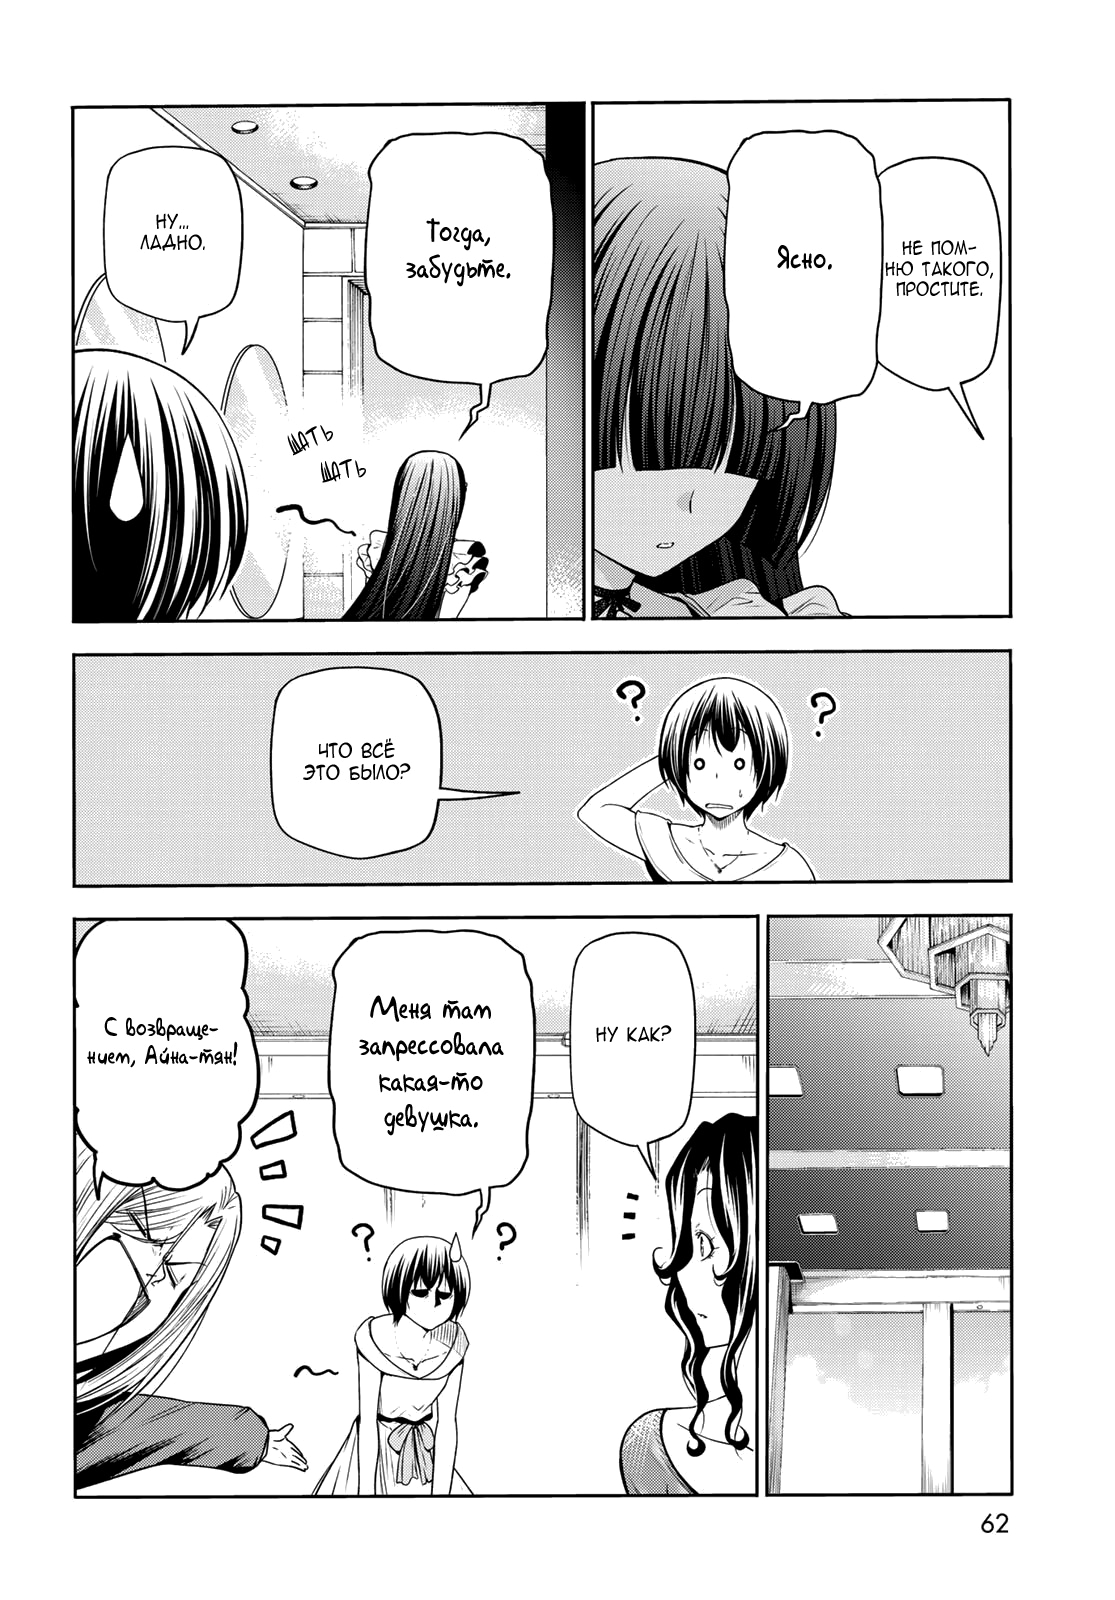 НЕ ПОМ-
НЮ ТАКОГО,
ПРОСТИТЕ.
Ясно.
Тогда,
забудьте.
НУ...
ЛАДНО.
ШАТЬ
ШАТЬ
?
?
ЧТО ВСЁ
ЭТО БЫЛО?
НУ КАК?
Меня там
запрессовала
какая-то
девушка.
?
?
С возвраще-
нием, Айна-тян!
62